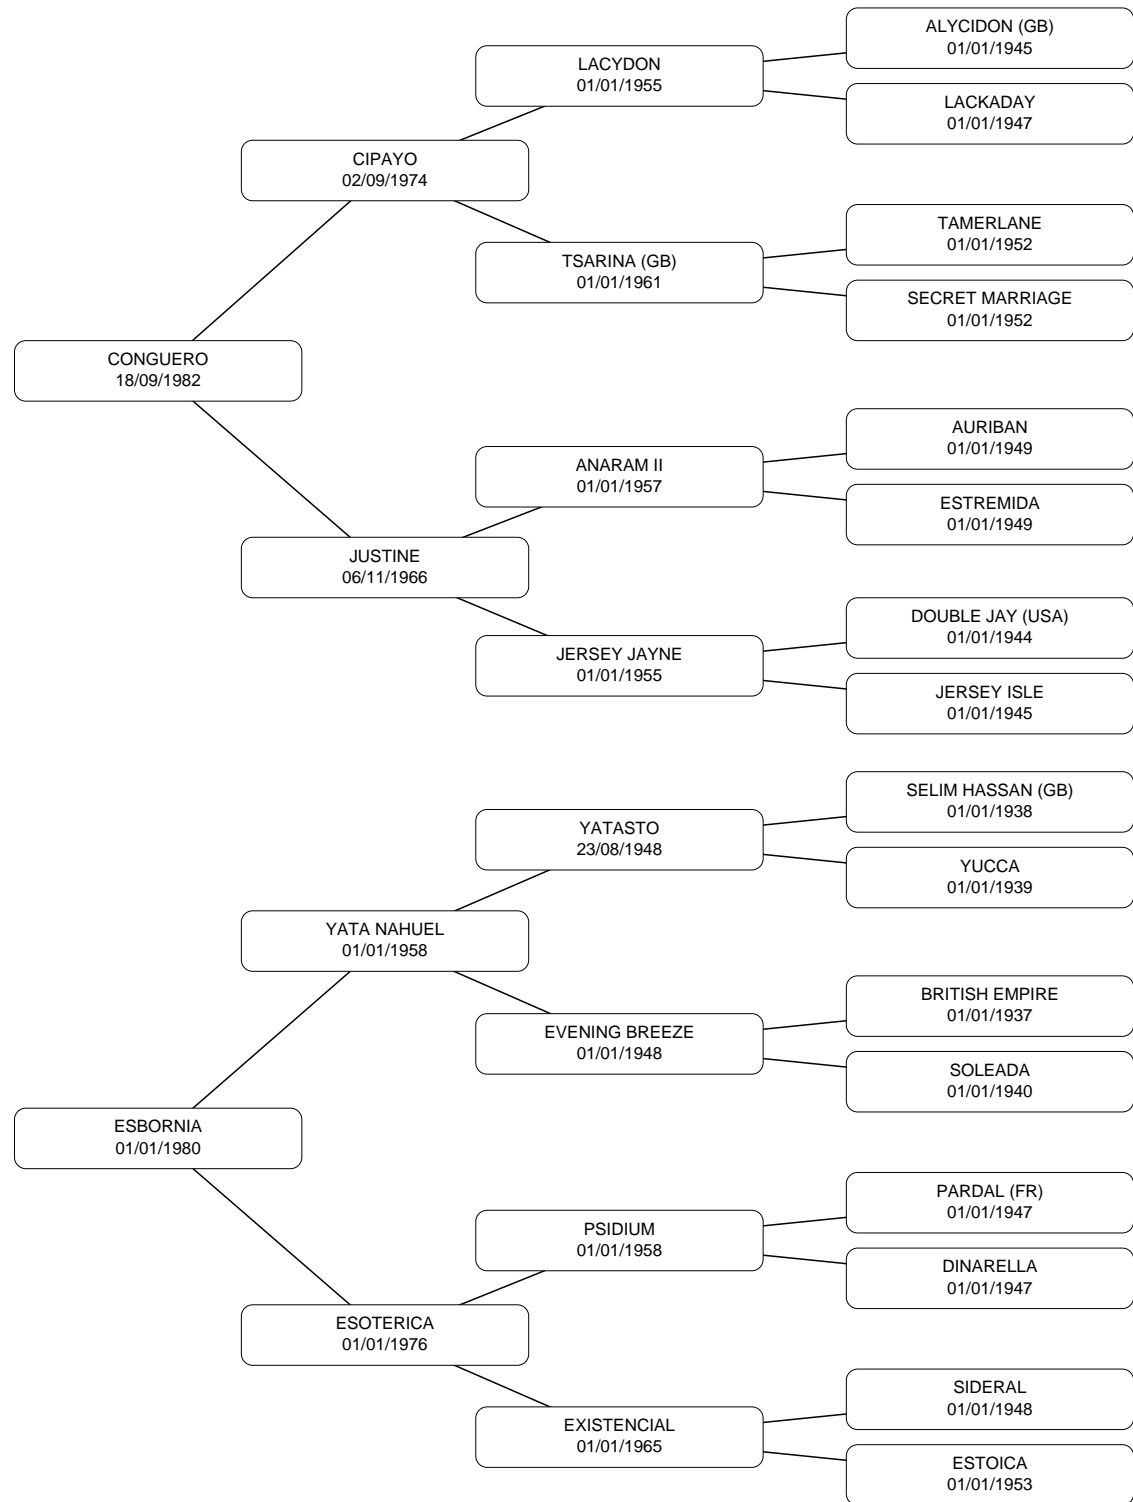 ALYCIDON (GB)
01/01/1945
LACYDON
01/01/1955
LACKADAY
01/01/1947
CIPAYO
02/09/1974
TAMERLANE
01/01/1952
TSARINA (GB)
01/01/1961
SECRET MARRIAGE
01/01/1952
CONGUERO
18/09/1982
AURIBAN
01/01/1949
ANARAM II
01/01/1957
ESTREMIDA
01/01/1949
JUSTINE
06/11/1966
DOUBLE JAY (USA)
01/01/1944
JERSEY JAYNE
01/01/1955
JERSEY ISLE
01/01/1945
SELIM HASSAN (GB)
01/01/1938
YATASTO
23/08/1948
YUCCA
01/01/1939
YATA NAHUEL
01/01/1958
BRITISH EMPIRE
01/01/1937
EVENING BREEZE
01/01/1948
SOLEADA
01/01/1940
ESBORNIA
01/01/1980
PARDAL (FR)
01/01/1947
PSIDIUM
01/01/1958
DINARELLA
01/01/1947
ESOTERICA
01/01/1976
SIDERAL
01/01/1948
EXISTENCIAL
01/01/1965
ESTOICA
01/01/1953